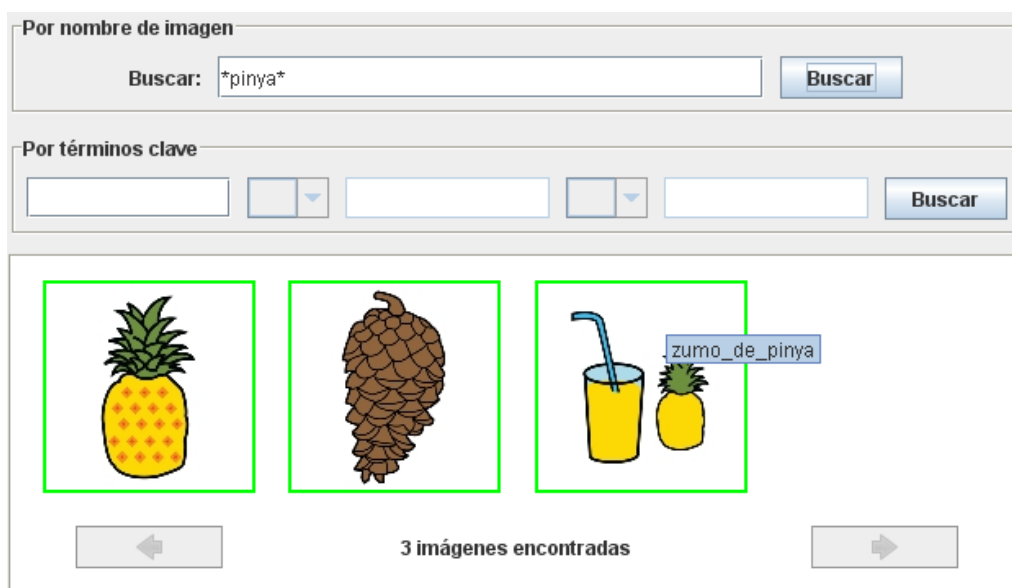 Por nombre de imagen
Buscar: *pinya* Buscar
Por términos clave
Buscar
zumo_de_pinya
3 imágenes encontradas